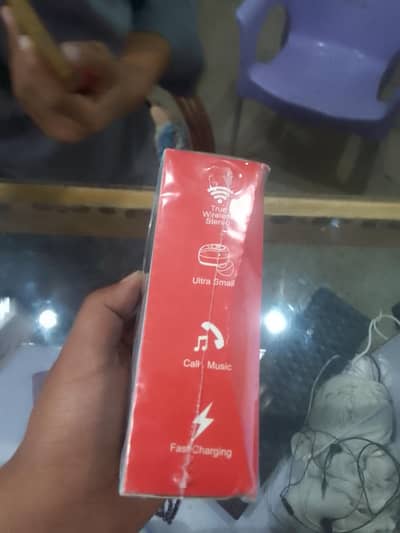 True
Wireless
Stereo
Ultra Small
Call Music
Fast Charging